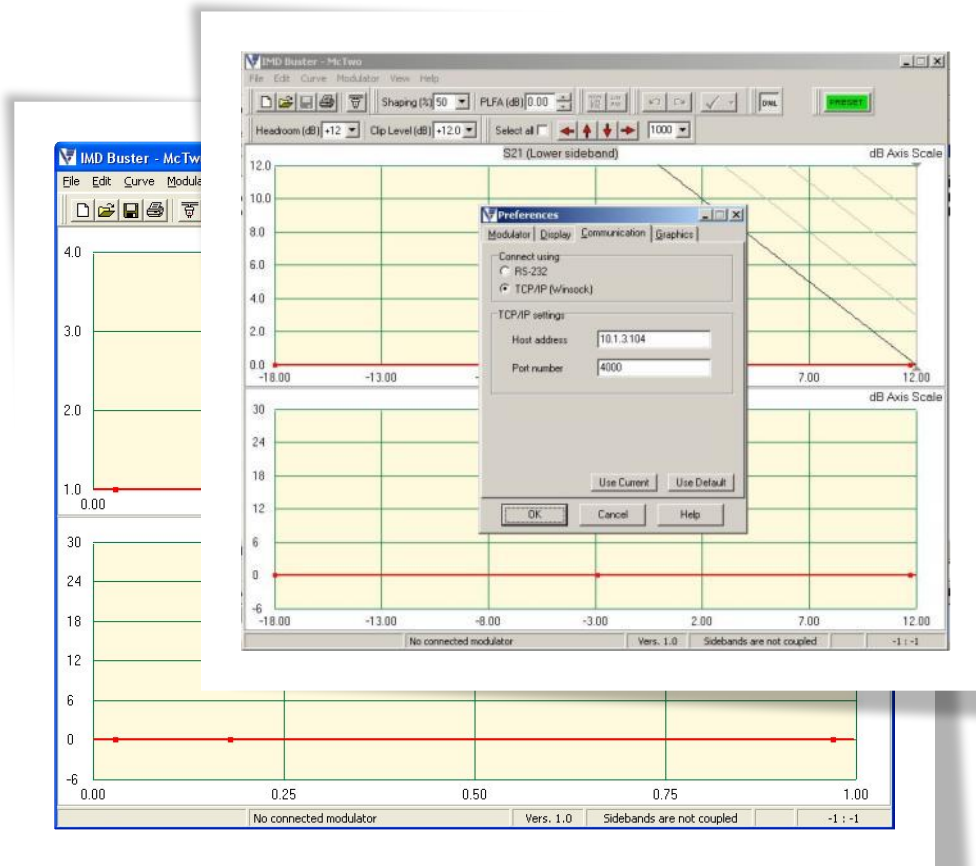 IMD Buster - McTwo
File Edit Curve Modulator View Help
Shaping (%) 50 PLFA (dB) 0.00 DNL PRESET
Headroom (dB) +12 Clip Level (dB) +12.0 Select all 1000
S21 (Lower sideband) dB Axis Scale
12.0
10.0
8.0
6.0
4.0
2.0
0.0
-18.00 -13.00 7.00 12.00
dB Axis Scale
30
24
18
12
6
0
-6
-18.00 -13.00 -8.00 -3.00 2.00 7.00 12.00
No connected modulator Vers. 1.0 Sidebands are not coupled -1 : -1
Preferences
Modulator Display Communication Graphics
Connect using
RS-232
TCP/IP (Winsock)
TCP/IP settings
Host address 10.1.3.104
Port number 4000
Use Current Use Default
OK Cancel Help
IMD Buster - McTw
File Edit Curve Modula
4.0
3.0
2.0
1.0
0.00
30
24
18
12
6
0
-6
0.00 0.25 0.50 0.75 1.00
No connected modulator Vers. 1.0 Sidebands are not coupled -1 : -1